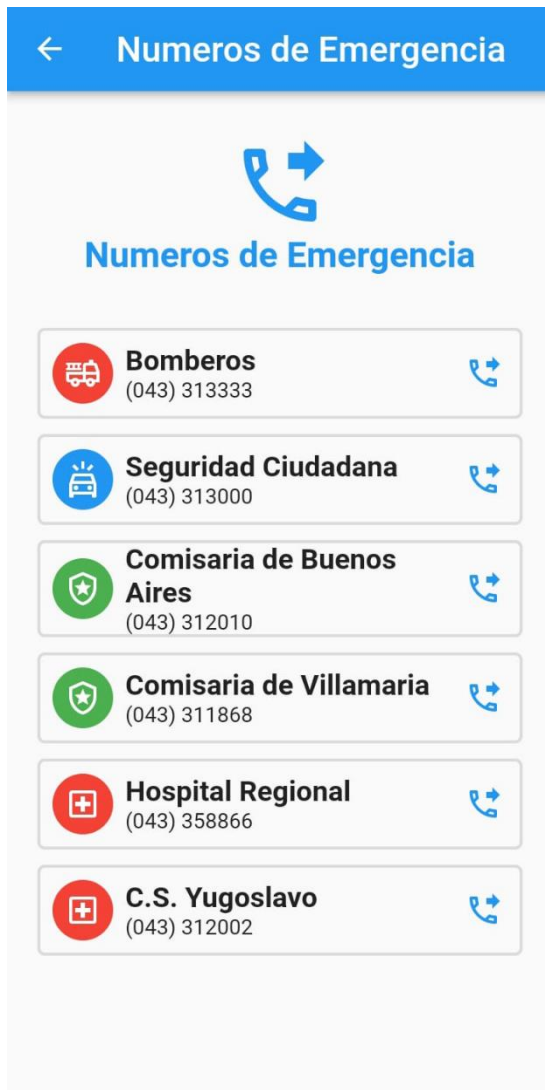 Numeros de Emergencia
Numeros de Emergencia
Bomberos
(043) 313333
Seguridad Ciudadana
(043) 313000
Comisaria de Buenos
Aires
(043) 312010
Comisaria de Villamaria
(043) 311868
Hospital Regional
(043) 358866
C.S. Yugoslavo
(043) 312002